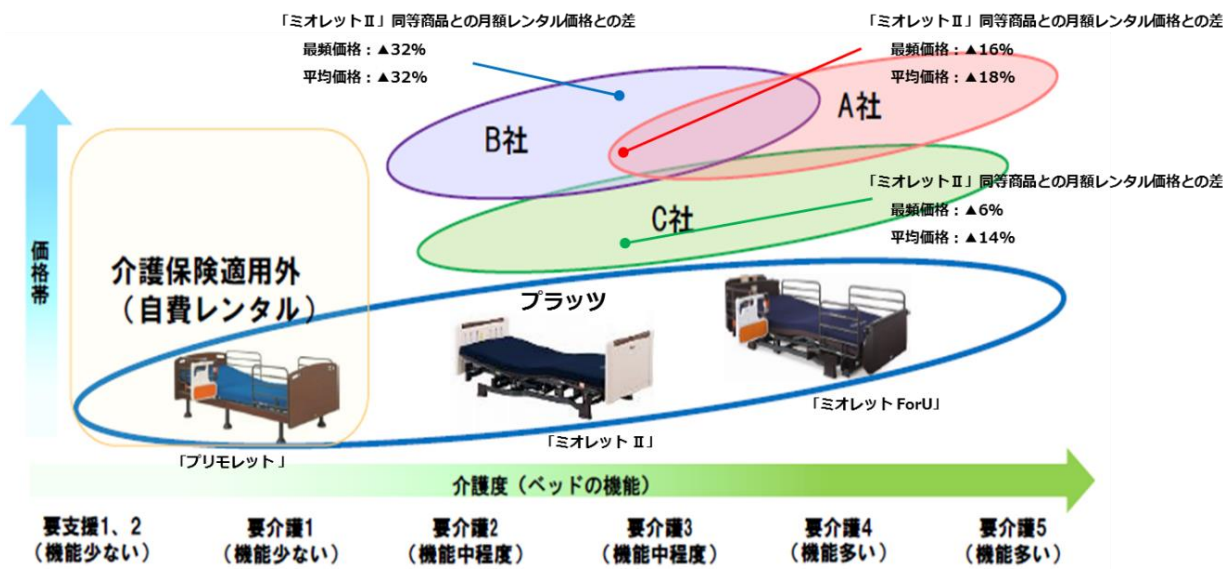 「ミオレットⅡ」同等商品との月額レンタル価格との差
最頻価格：▲32%
平均価格：▲32%
「ミオレットⅡ」同等商品との月額レンタル価格との差
最頻価格：▲16%
平均価格：▲18%
A社
B社
「ミオレットⅡ」同等商品との月額レンタル価格との差
最頻価格：▲6%
平均価格：▲14%
C社
価格帯
介護保険適用外
（自費レンタル）
プラッツ
「ミオレット ForU」
「ミオレット Ⅱ」
「プリモレット 」
介護度（ベッドの機能）
要支援1、2
（機能少ない）
要介護1
（機能少ない）
要介護2
（機能中程度）
要介護3
（機能中程度）
要介護4
（機能多い）
要介護5
（機能多い）